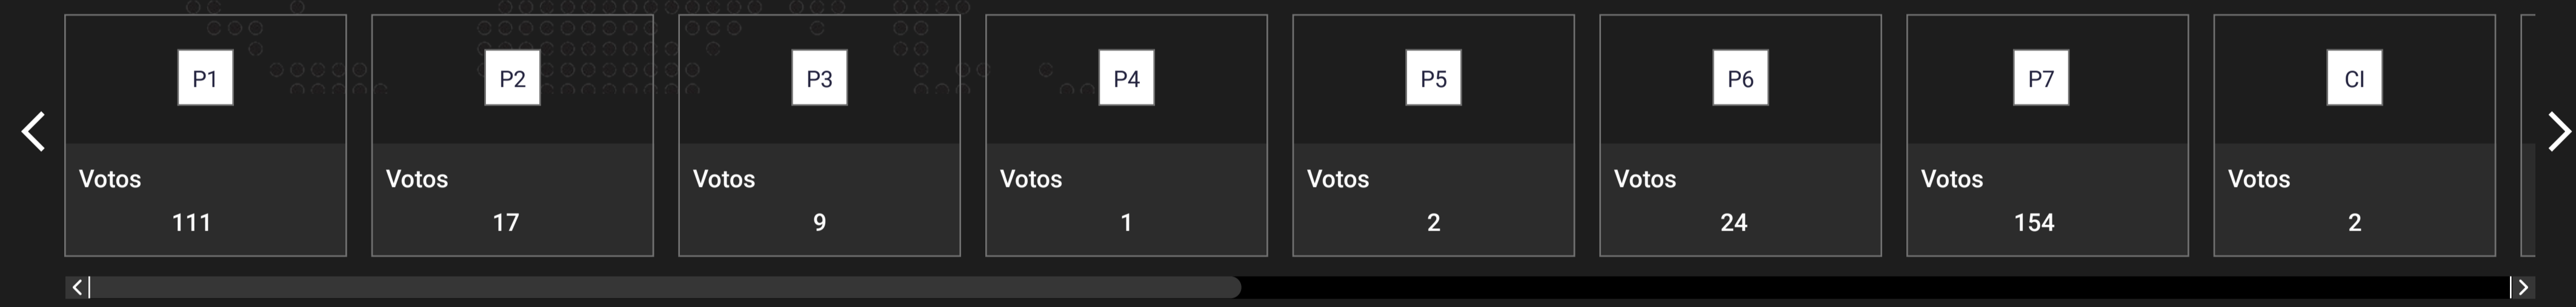 P1 P2 P3 P4 P5 P6 P7 CI
Votos Votos Votos Votos Votos Votos Votos Votos
111 17 9 1 2 24 154 2